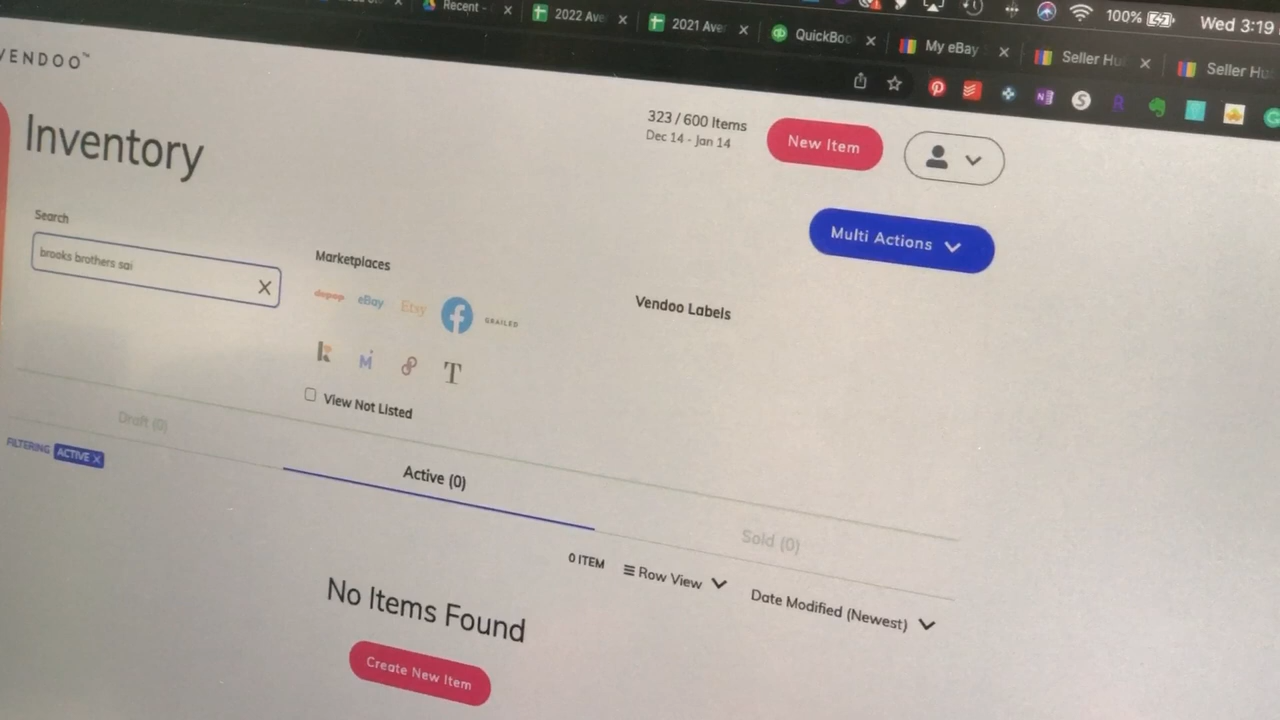 100%
Wed 3:19
Recent -
2022 Ave
2021 Ave
QuickBoo
My eBay
Seller Hu
Seller Hu
VENDOO™
Inventory
323 / 600 Items
Dec 14 - Jan 14
New Item
Multi Actions
Search
brooks brothers sai
Marketplaces
depop
eBay
Etsy
GRAILED
Vendoo Labels
View Not Listed
Draft (0)
Active (0)
Sold (0)
FILTERING ACTIVE X
0 ITEM
Row View
Date Modified (Newest)
No Items Found
Create New Item